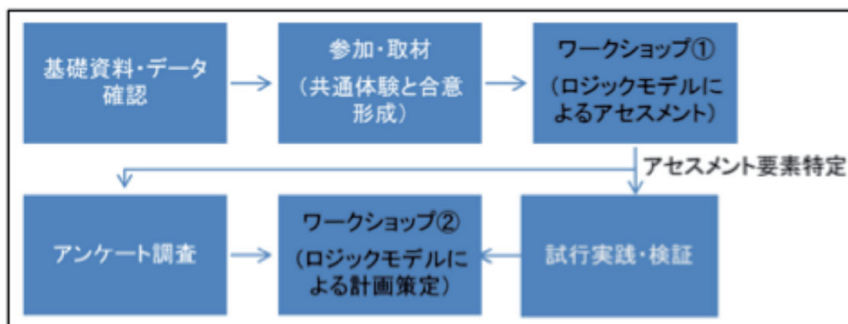 基礎資料・データ
確認
参加・取材
（共通体験と合意
形成）
ワークショップ①
（ロジックモデルに
よるアセスメント）
アセスメント要素特定
アンケート調査
ワークショップ②
（ロジックモデルに
よる計画策定）
試行実践・検証